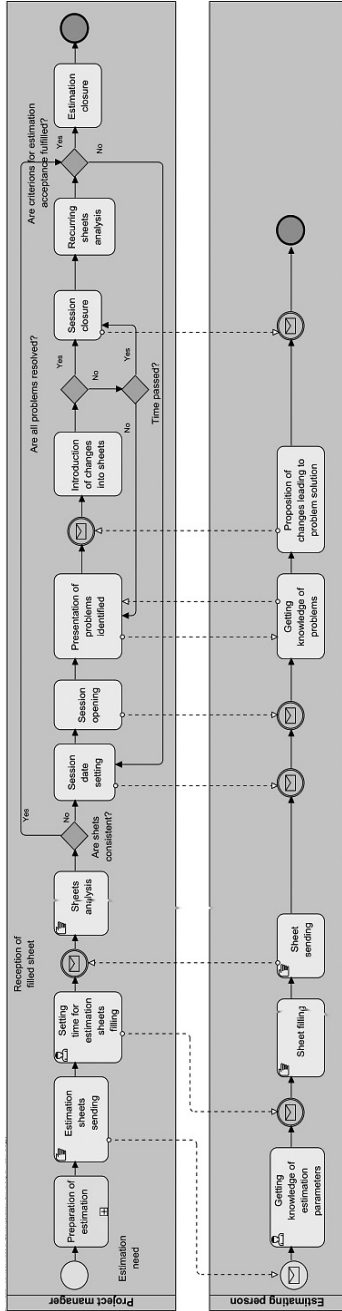 Project manager
Estimation
need
Preparation of
estimation
Estimation
sheets
sending
Setting
time for
estimation
sheets
filling
Reception of
filled sheet
Sheets
analysis
Are shets
consistent?
Yes
No
Session
date
setting
Session
opening
Presentation of
problems
identified
Introduction
of changes
into sheets
Are all problems resolved?
Yes
No
Time passed?
Yes
No
Session
closure
Recurring
sheets
analysis
Are criterions for estimation
acceptance fulfilled?
Yes
No
Estimation
closure
Estimating person
Getting
knowledge of
estimation
parameters
Sheet filling
Sheet
sending
Getting
knowledge of
problems
Proposition of
changes leading to
problem solution